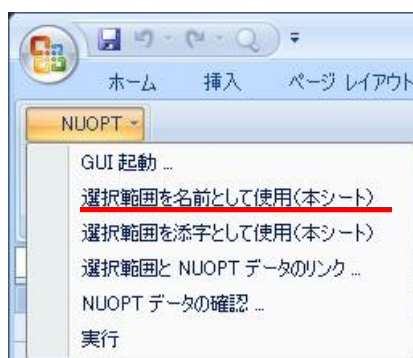 ホーム 挿入 ページ レイアウト
NUOPT
GUI 起動 ...
選択範囲を名前として使用(本シート)
選択範囲を添字として使用(本シート)
選択範囲と NUOPT データのリンク ...
NUOPT データの確認 ...
実行